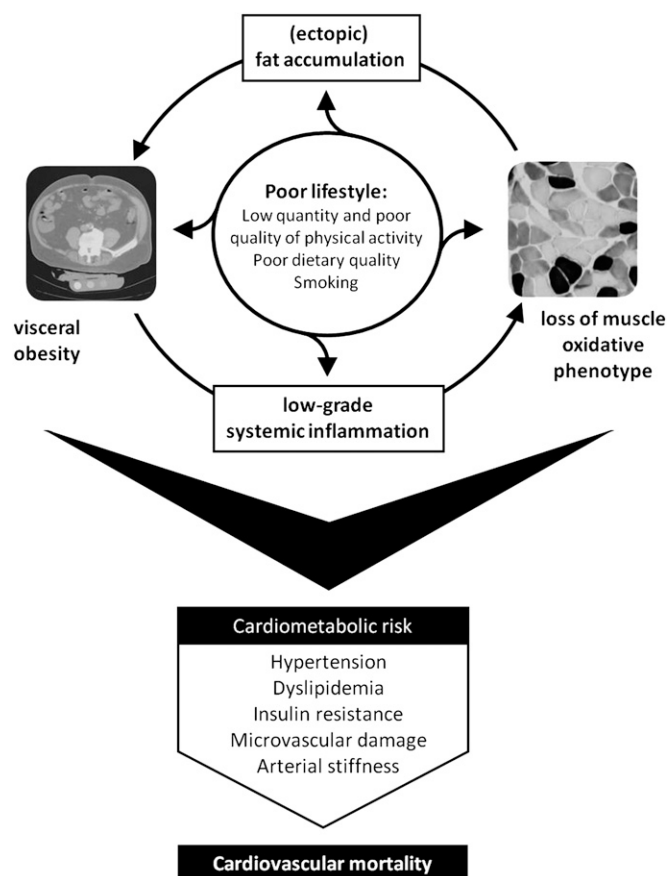 (ectopic)
fat accumulation
Poor lifestyle:
Low quantity and poor
quality of physical activity
Poor dietary quality
Smoking
visceral
obesity
loss of muscle
oxidative
phenotype
low-grade
systemic inflammation
Cardiometabolic risk
Hypertension
Dyslipidemia
Insulin resistance
Microvascular damage
Arterial stiffness
Cardiovascular mortality